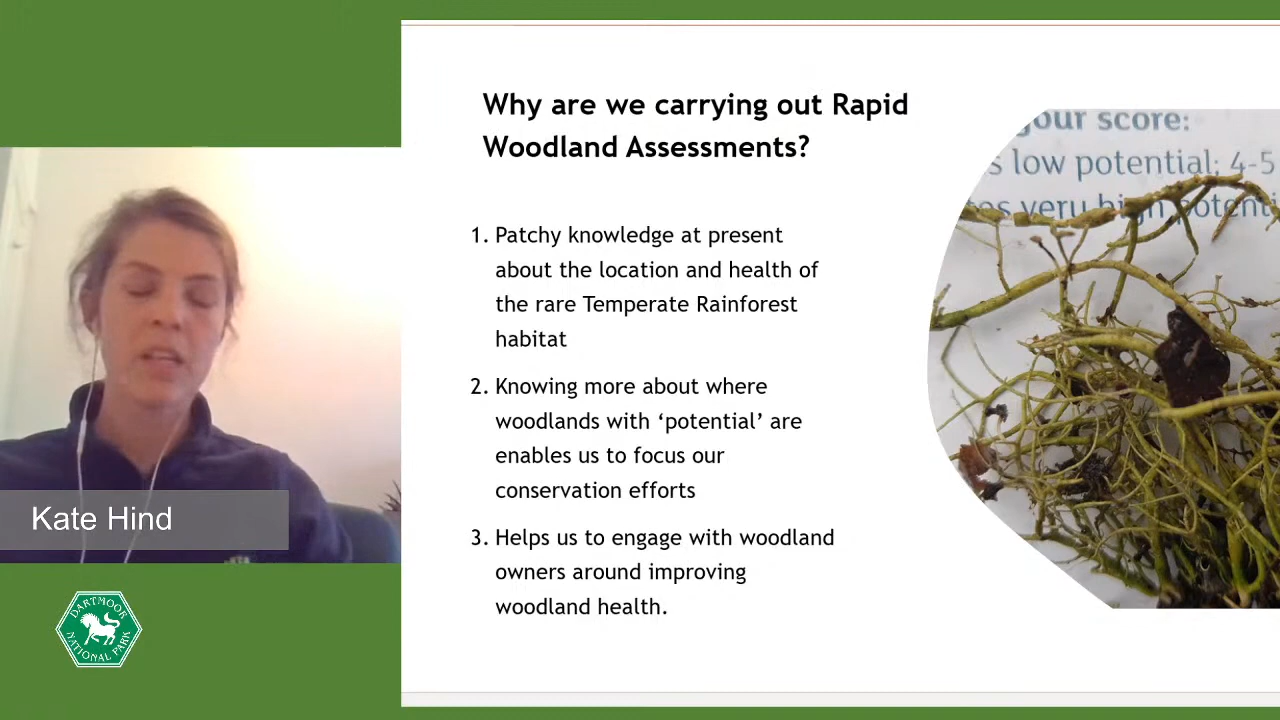 Why are we carrying out Rapid
Woodland Assessments?
1. Patchy knowledge at present
about the location and health of
the rare Temperate Rainforest
habitat
2. Knowing more about where
woodlands with ‘potential’ are
enables us to focus our
conservation efforts
3. Helps us to engage with woodland
owners around improving
woodland health.
your score:
low potential; 4-5
very high
Kate Hind
DARTMOOR
NATIONAL PARK